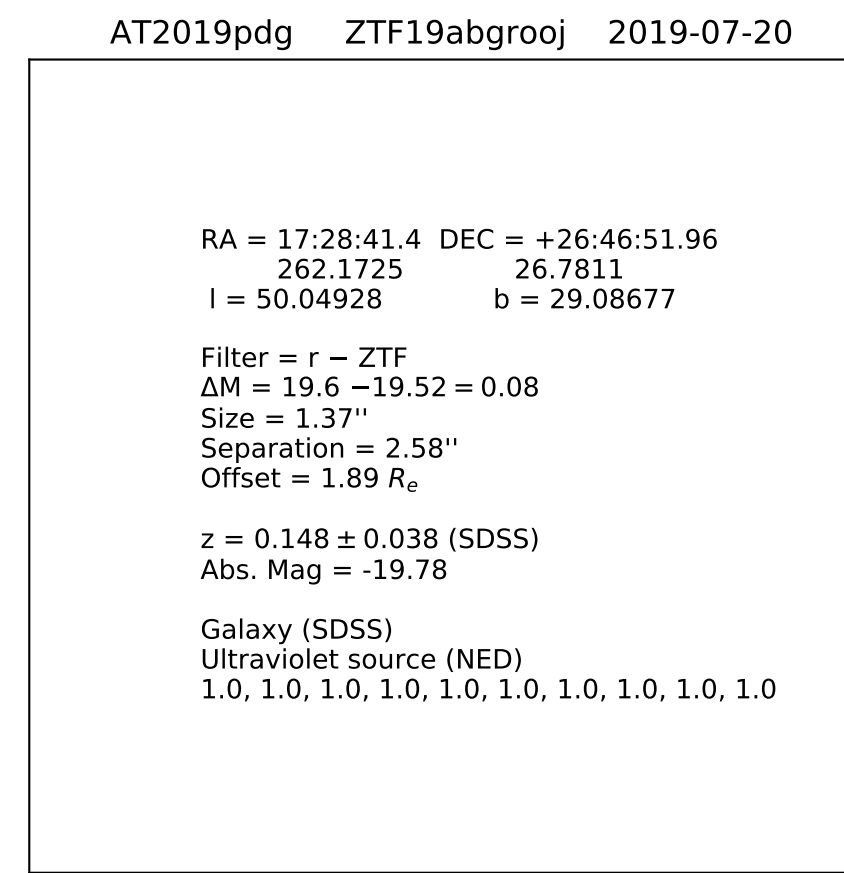 AT2019pdg ZTF19abgrooj 2019-07-20
RA = 17:28:41.4 DEC = +26:46:51.96
262.1725 26.7811
l = 50.04928 b = 29.08677
Filter = r − ZTF
ΔM = 19.6 −19.52 = 0.08
Size = 1.37''
Separation = 2.58''
Offset = 1.89 Rₑ
z = 0.148 ± 0.038 (SDSS)
Abs. Mag = -19.78
Galaxy (SDSS)
Ultraviolet source (NED)
1.0, 1.0, 1.0, 1.0, 1.0, 1.0, 1.0, 1.0, 1.0, 1.0